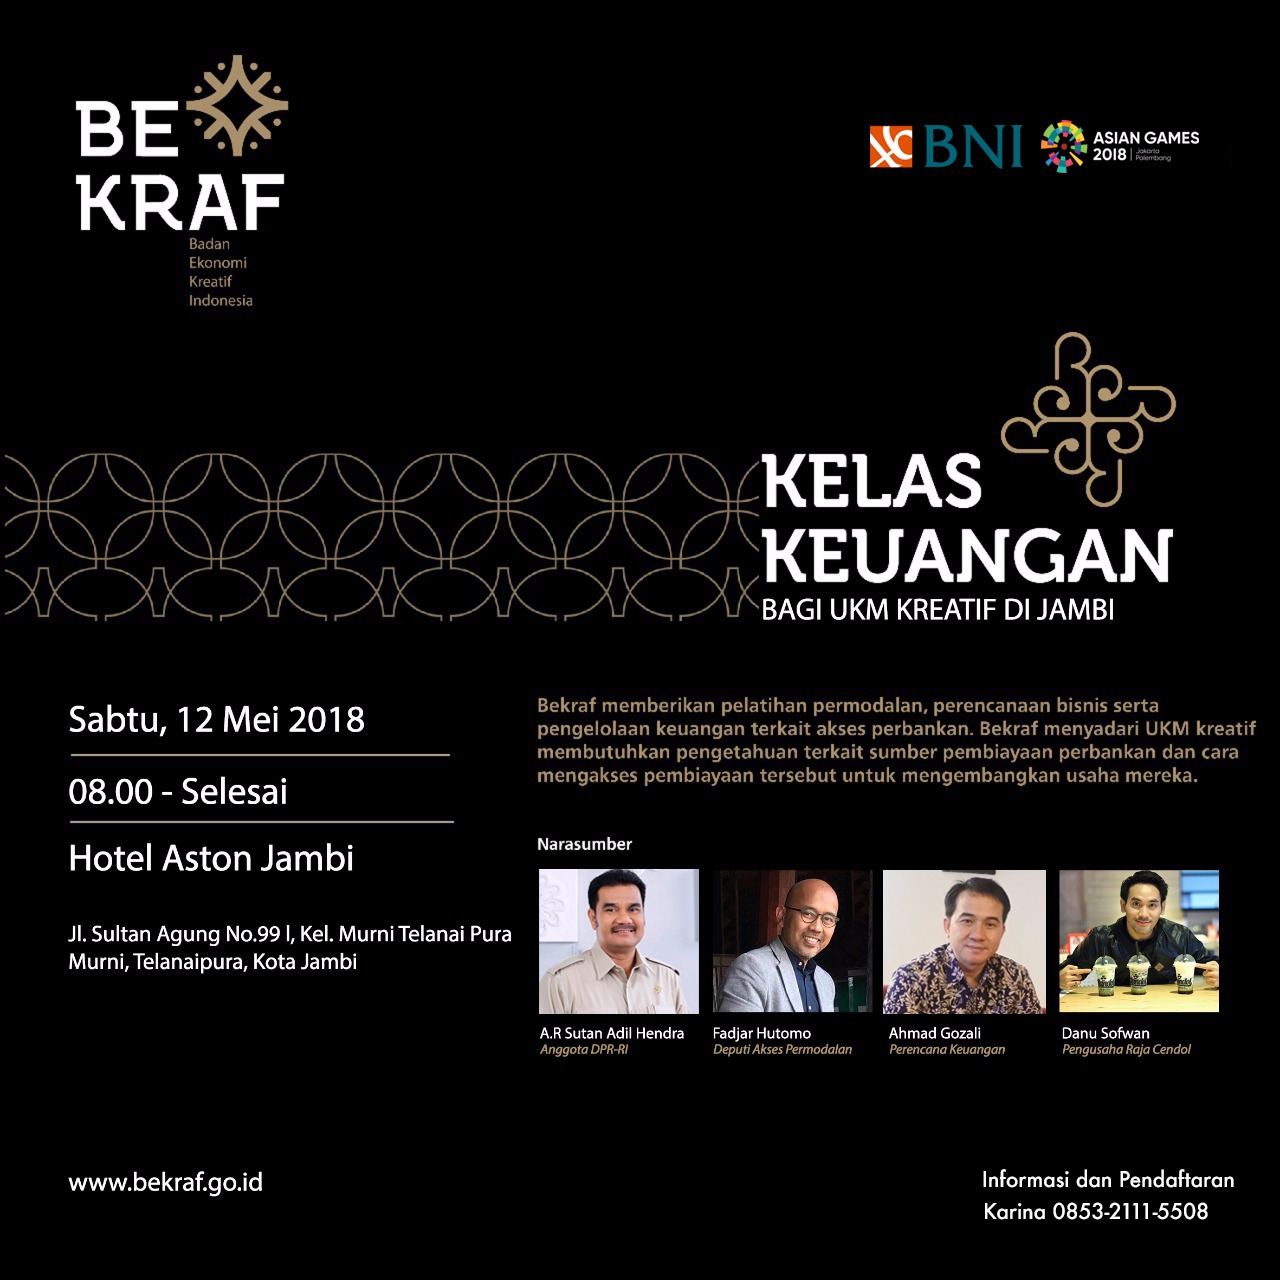 BE
KRAF
Badan
Ekonomi
Kreatif
Indonesia
BNI
ASIAN GAMES
2018 | Jakarta
Palembang
KELAS
KEUANGAN
BAGI UKM KREATIF DI JAMBI
Sabtu, 12 Mei 2018
08.00 - Selesai
Hotel Aston Jambi
Jl. Sultan Agung No.99 l, Kel. Murni Telanai Pura
Murni, Telanaipura, Kota Jambi
Bekraf memberikan pelatihan permodalan, perencanaan bisnis serta
pengelolaan keuangan terkait akses perbankan. Bekraf menyadari UKM kreatif
membutuhkan pengetahuan terkait sumber pembiayaan perbankan dan cara
mengakses pembiayaan tersebut untuk mengembangkan usaha mereka.
Narasumber
A.R Sutan Adil Hendra
Anggota DPR-RI
Fadjar Hutomo
Deputi Akses Permodalan
Ahmad Gozali
Perencana Keuangan
Danu Sofwan
Pengusaha Raja Cendol
www.bekraf.go.id
Informasi dan Pendaftaran
Karina 0853-2111-5508